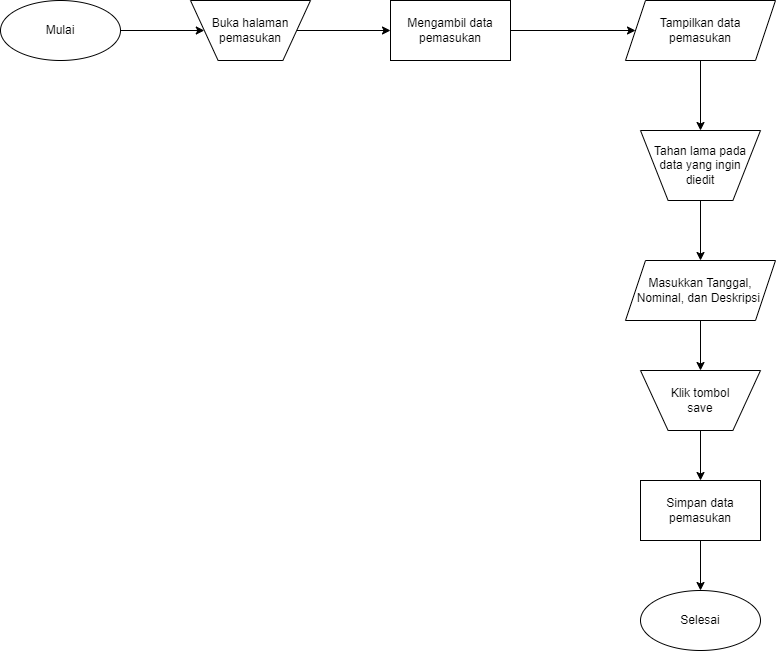 Mulai
Buka halaman
pemasukan
Mengambil data
pemasukan
Tampilkan data
pemasukan
Tahan lama pada
data yang ingin
diedit
Masukkan Tanggal,
Nominal, dan Deskripsi
Klik tombol
save
Simpan data
pemasukan
Selesai